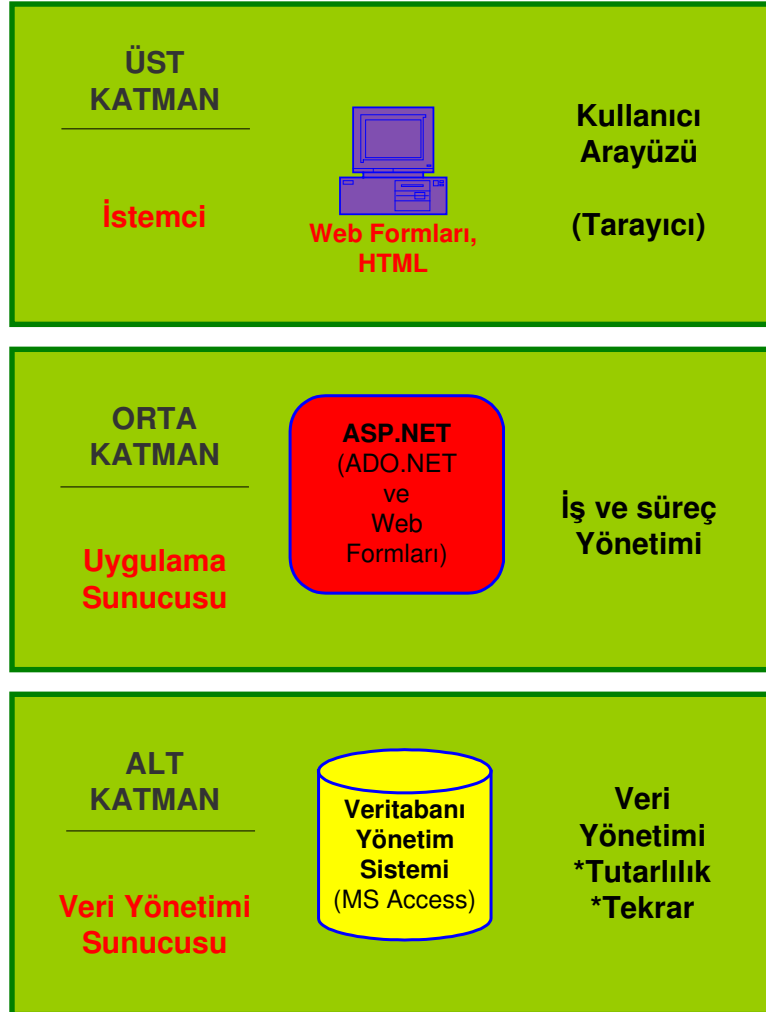 ÜST
KATMAN
İstemci
Web Formları,
HTML
Kullanıcı
Arayüzü
(Tarayıcı)
ORTA
KATMAN
Uygulama
Sunucusu
ASP.NET
(ADO.NET
ve
Web
Formları)
İş ve süreç
Yönetimi
ALT
KATMAN
Veri Yönetimi
Sunucusu
Veritabanı
Yönetim
Sistemi
(MS Access)
Veri
Yönetimi
*Tutarlılık
*Tekrar